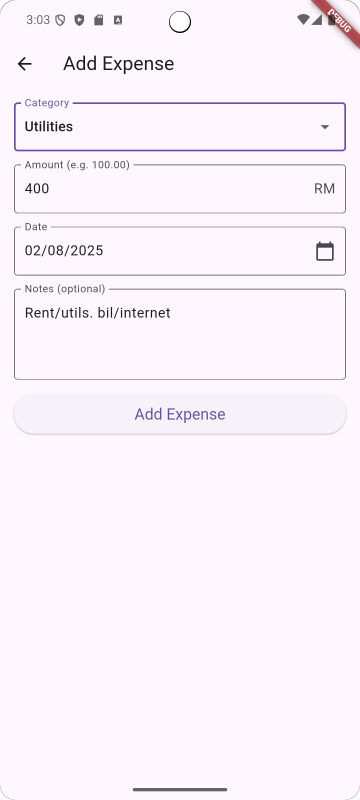 3:03
DEBUG
Add Expense
Category
Utilities
Amount (e.g. 100.00)
400 RM
Date
02/08/2025
Notes (optional)
Rent/utils. bil/internet
Add Expense